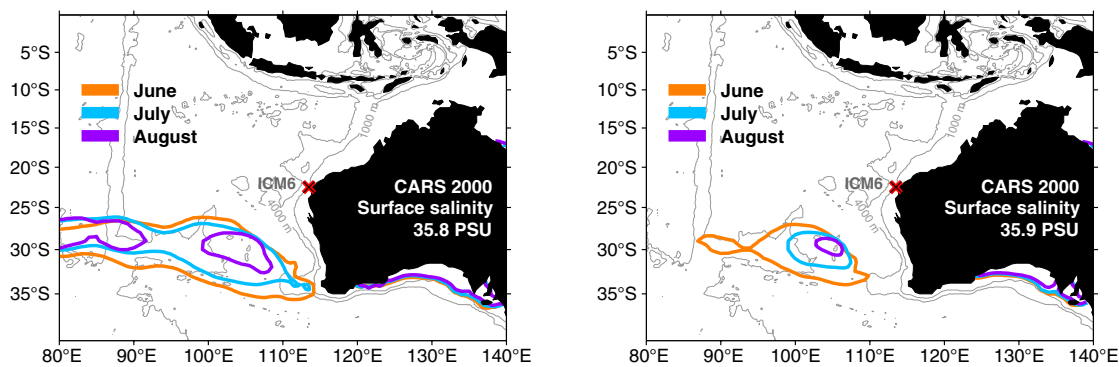 5°S
10°S
15°S
20°S
25°S
30°S
35°S
80°E 90°E 100°E 110°E 120°E 130°E 140°E
June
July
August
1000 m
4000 m
ICM6
CARS 2000
Surface salinity
35.8 PSU
5°S
10°S
15°S
20°S
25°S
30°S
35°S
80°E 90°E 100°E 110°E 120°E 130°E 140°E
June
July
August
1000 m
4000 m
ICM6
CARS 2000
Surface salinity
35.9 PSU